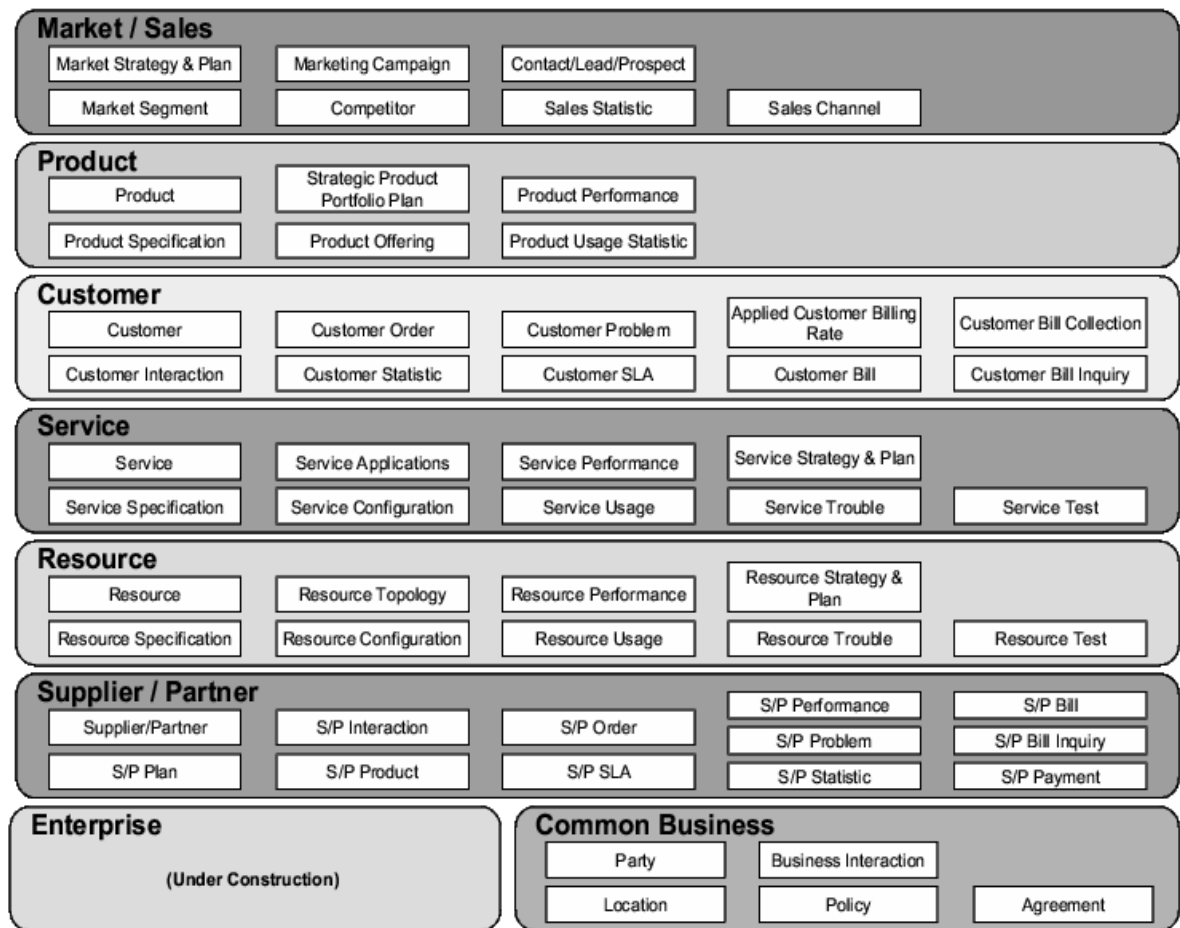 Market / Sales
Market Strategy & Plan
Marketing Campaign
Contact/Lead/Prospect
Market Segment
Competitor
Sales Statistic
Sales Channel
Product
Product
Strategic Product
Portfolio Plan
Product Performance
Product Specification
Product Offering
Product Usage Statistic
Customer
Customer
Customer Order
Customer Problem
Applied Customer Billing
Rate
Customer Bill Collection
Customer Interaction
Customer Statistic
Customer SLA
Customer Bill
Customer Bill Inquiry
Service
Service
Service Applications
Service Performance
Service Strategy & Plan
Service Specification
Service Configuration
Service Usage
Service Trouble
Service Test
Resource
Resource
Resource Topology
Resource Performance
Resource Strategy &
Plan
Resource Specification
Resource Configuration
Resource Usage
Resource Trouble
Resource Test
Supplier / Partner
Supplier/Partner
S/P Interaction
S/P Order
S/P Performance
S/P Bill
S/P Problem
S/P Bill Inquiry
S/P Plan
S/P Product
S/P SLA
S/P Statistic
S/P Payment
Enterprise
(Under Construction)
Common Business
Party
Business Interaction
Location
Policy
Agreement